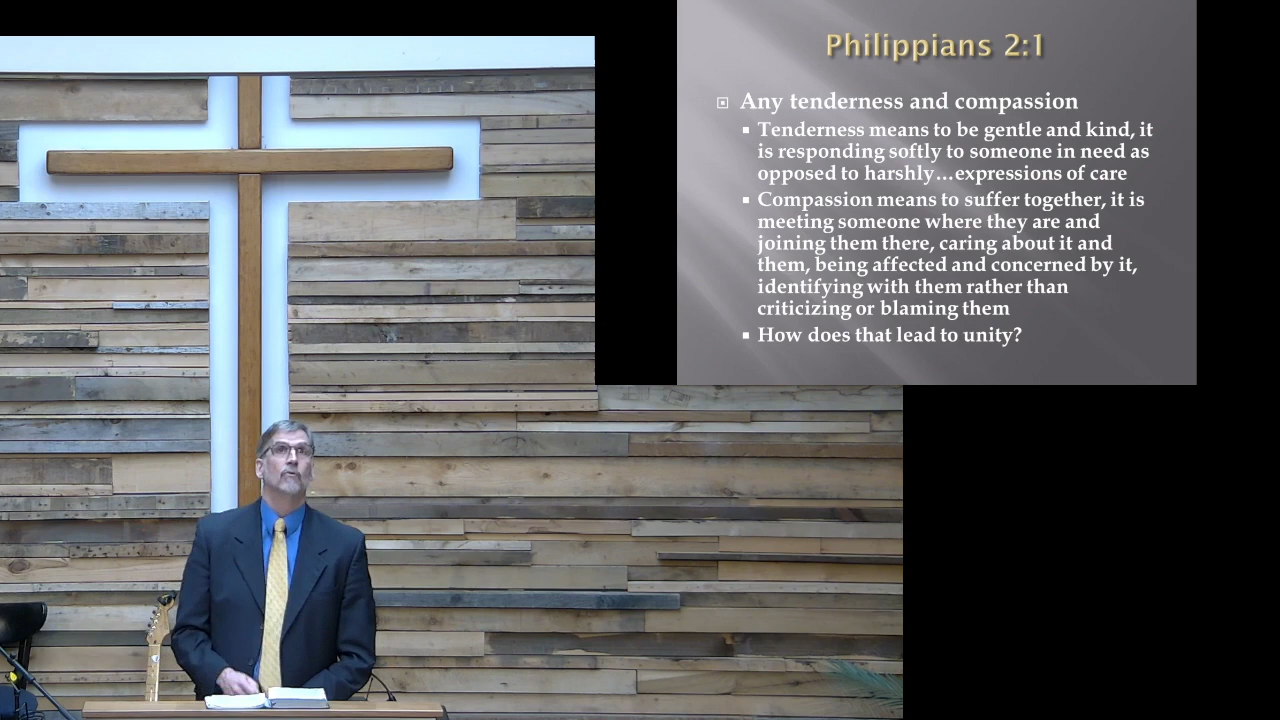 Philippians 2:1
Any tenderness and compassion
Tenderness means to be gentle and kind, it
is responding softly to someone in need as
opposed to harshly…expressions of care
Compassion means to suffer together, it is
meeting someone where they are and
joining them there, caring about it and
them, being affected and concerned by it,
identifying with them rather than
criticizing or blaming them
How does that lead to unity?